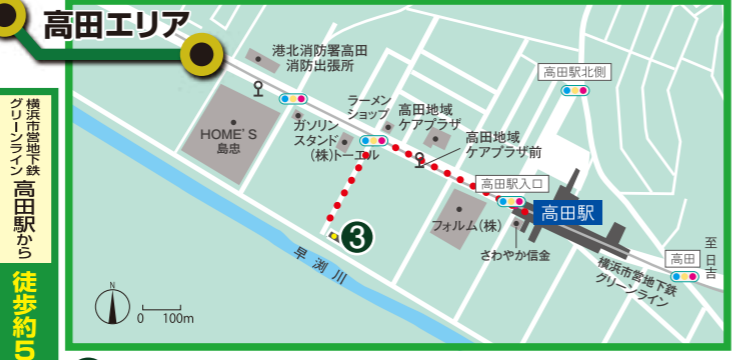 高田エリア
横浜市営地下鉄
グリーンライン
高田駅から
徒歩約5
港北消防署高田
消防出張所
高田駅北側
HOME'S
島忠
ガソリン
スタンド
(株)トーエル
ラーメン
ショップ
高田地域
ケアプラザ
高田地域
ケアプラザ前
高田駅入口
高田駅
フォルム(株)
さわやか信金
高田
至日吉
横浜市営地下鉄
グリーンライン
3
早渕川
N
0 100m